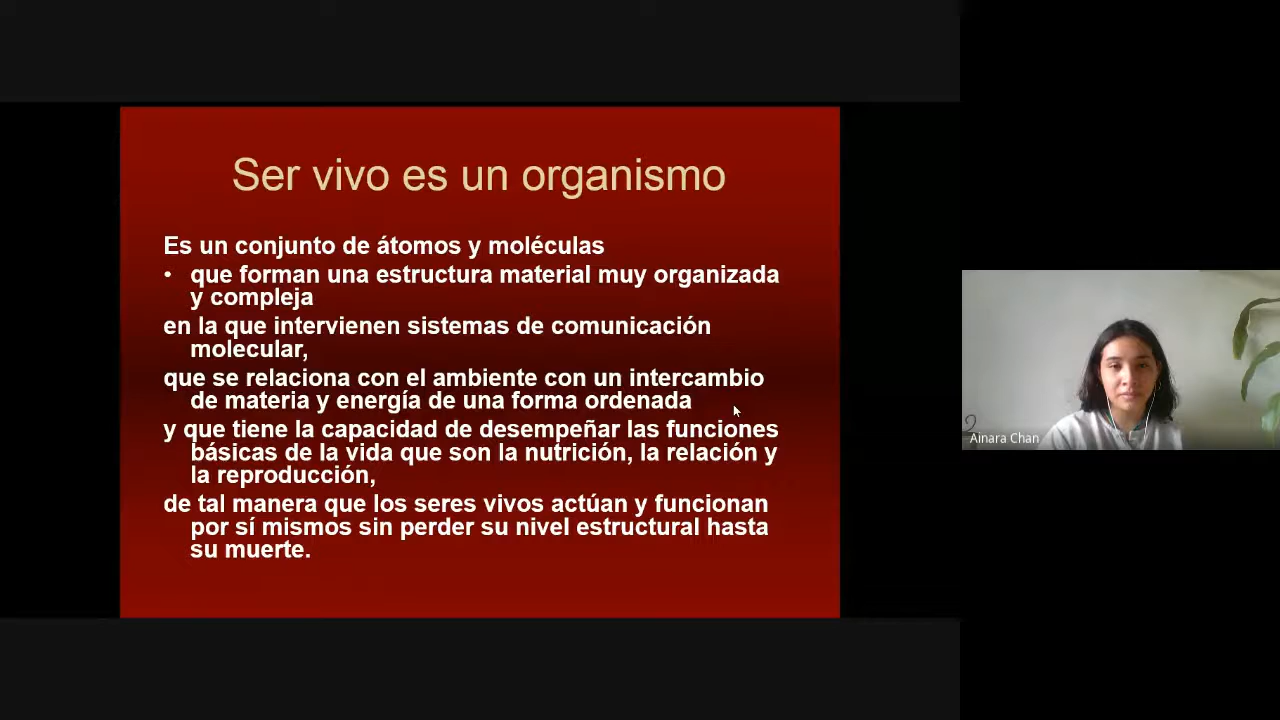 Ser vivo es un organismo
Es un conjunto de átomos y moléculas
• que forman una estructura material muy organizada
y compleja
en la que intervienen sistemas de comunicación
molecular,
que se relaciona con el ambiente con un intercambio
de materia y energía de una forma ordenada
y que tiene la capacidad de desempeñar las funciones
básicas de la vida que son la nutrición, la relación y
la reproducción,
de tal manera que los seres vivos actúan y funcionan
por sí mismos sin perder su nivel estructural hasta
su muerte.
Ainara Chan